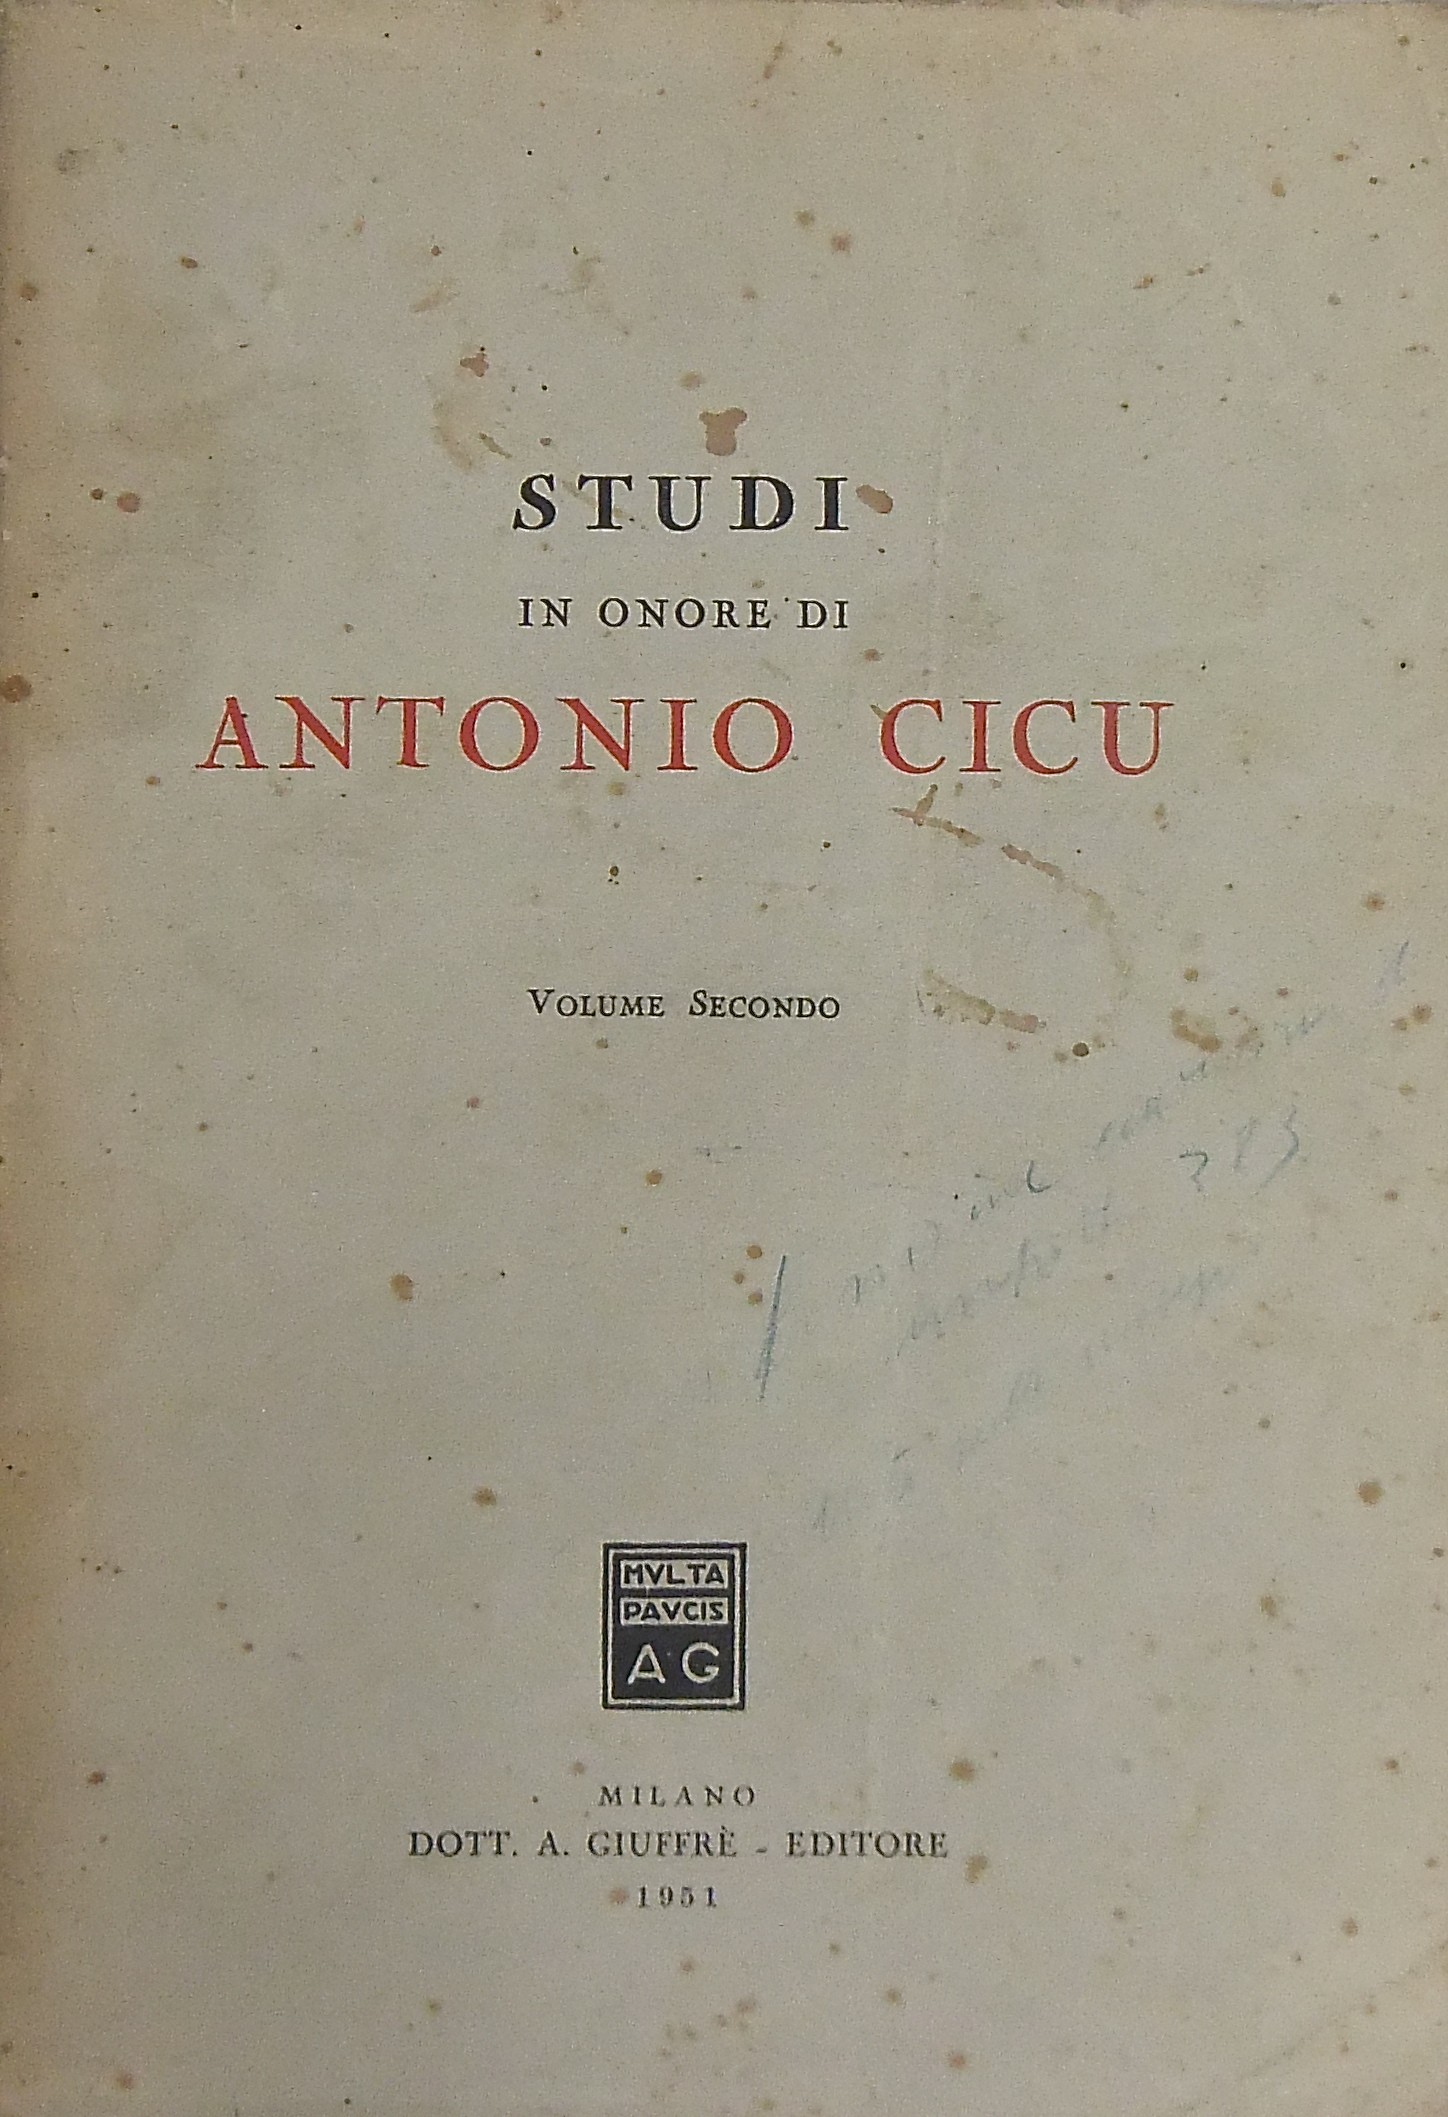 STUDI
IN ONORE DI
ANTONIO CICU
VOLUME SECONDO
MVLTA
PAVCIS
AG
MILANO
DOTT. A. GIUFFRÈ - EDITORE
1951